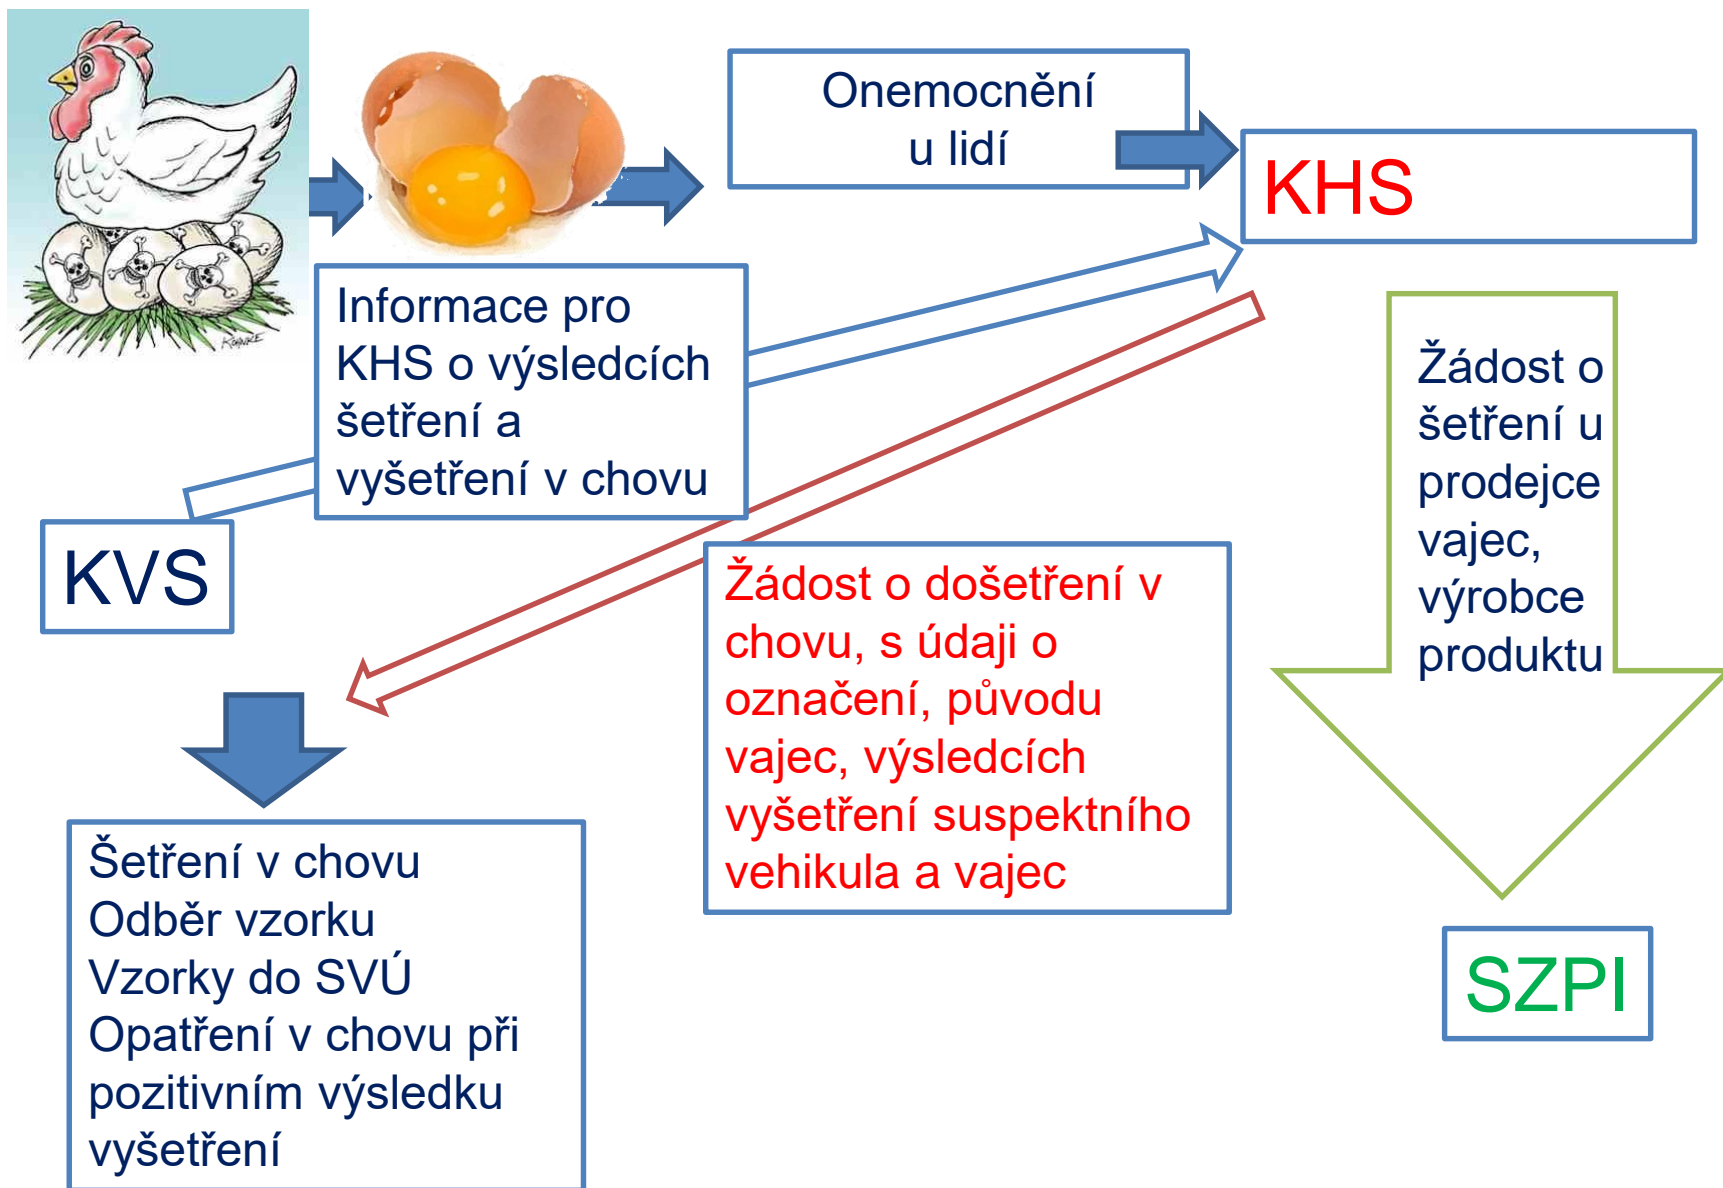 Onemocnění
u lidí
KHS
Informace pro
KHS o výsledcích
šetření a
vyšetření v chovu
KVS
Žádost o
šetření u
prodejce
vajec,
výrobce
produktu
Žádost o došetření v
chovu, s údaji o
označení, původu
vajec, výsledcích
vyšetření suspektního
vehikula a vajec
Šetření v chovu
Odběr vzorku
Vzorky do SVÚ
Opatření v chovu při
pozitivním výsledku
vyšetření
SZPI